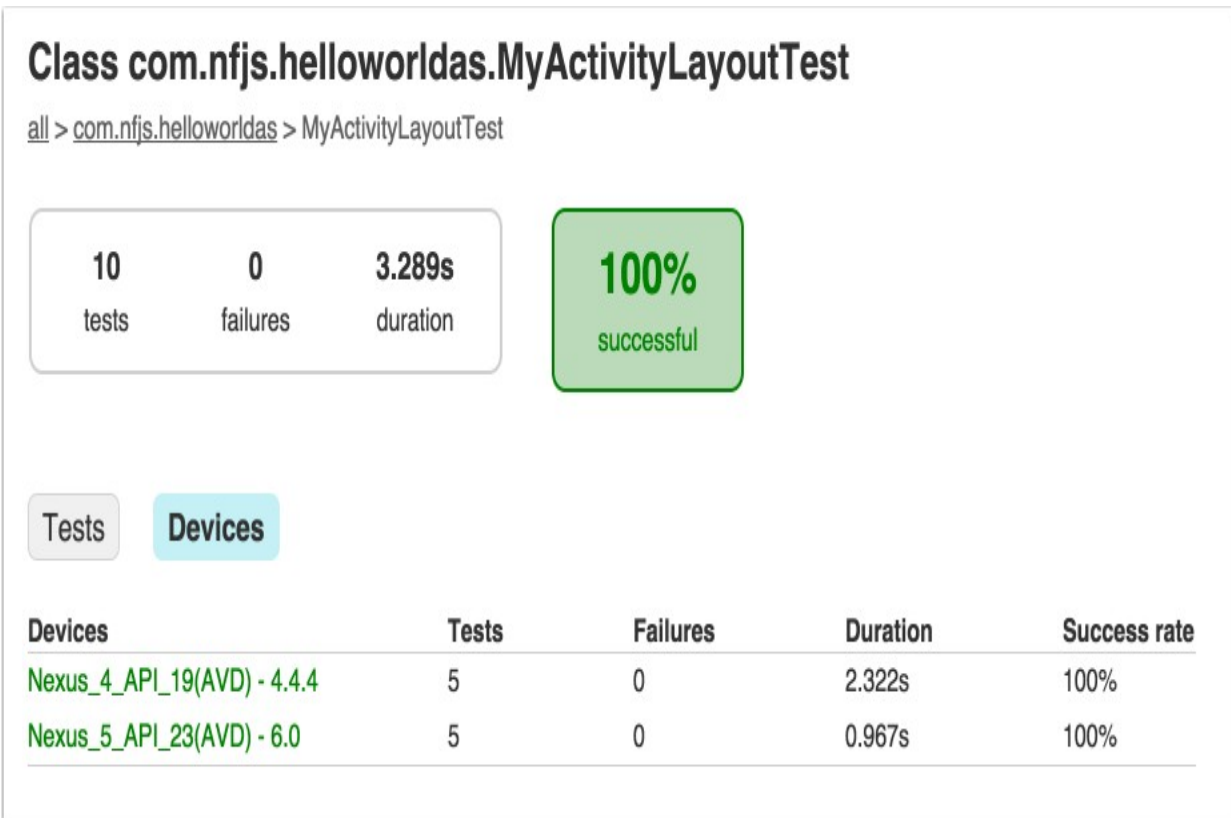 Class com.nfjs.helloworldas.MyActivityLayoutTest
all > com.nfjs.helloworldas > MyActivityLayoutTest
10 0 3.289s
tests failures duration
100%
successful
Tests Devices
Devices Tests Failures Duration Success rate
Nexus_4_API_19(AVD) - 4.4.4 5 0 2.322s 100%
Nexus_5_API_23(AVD) - 6.0 5 0 0.967s 100%